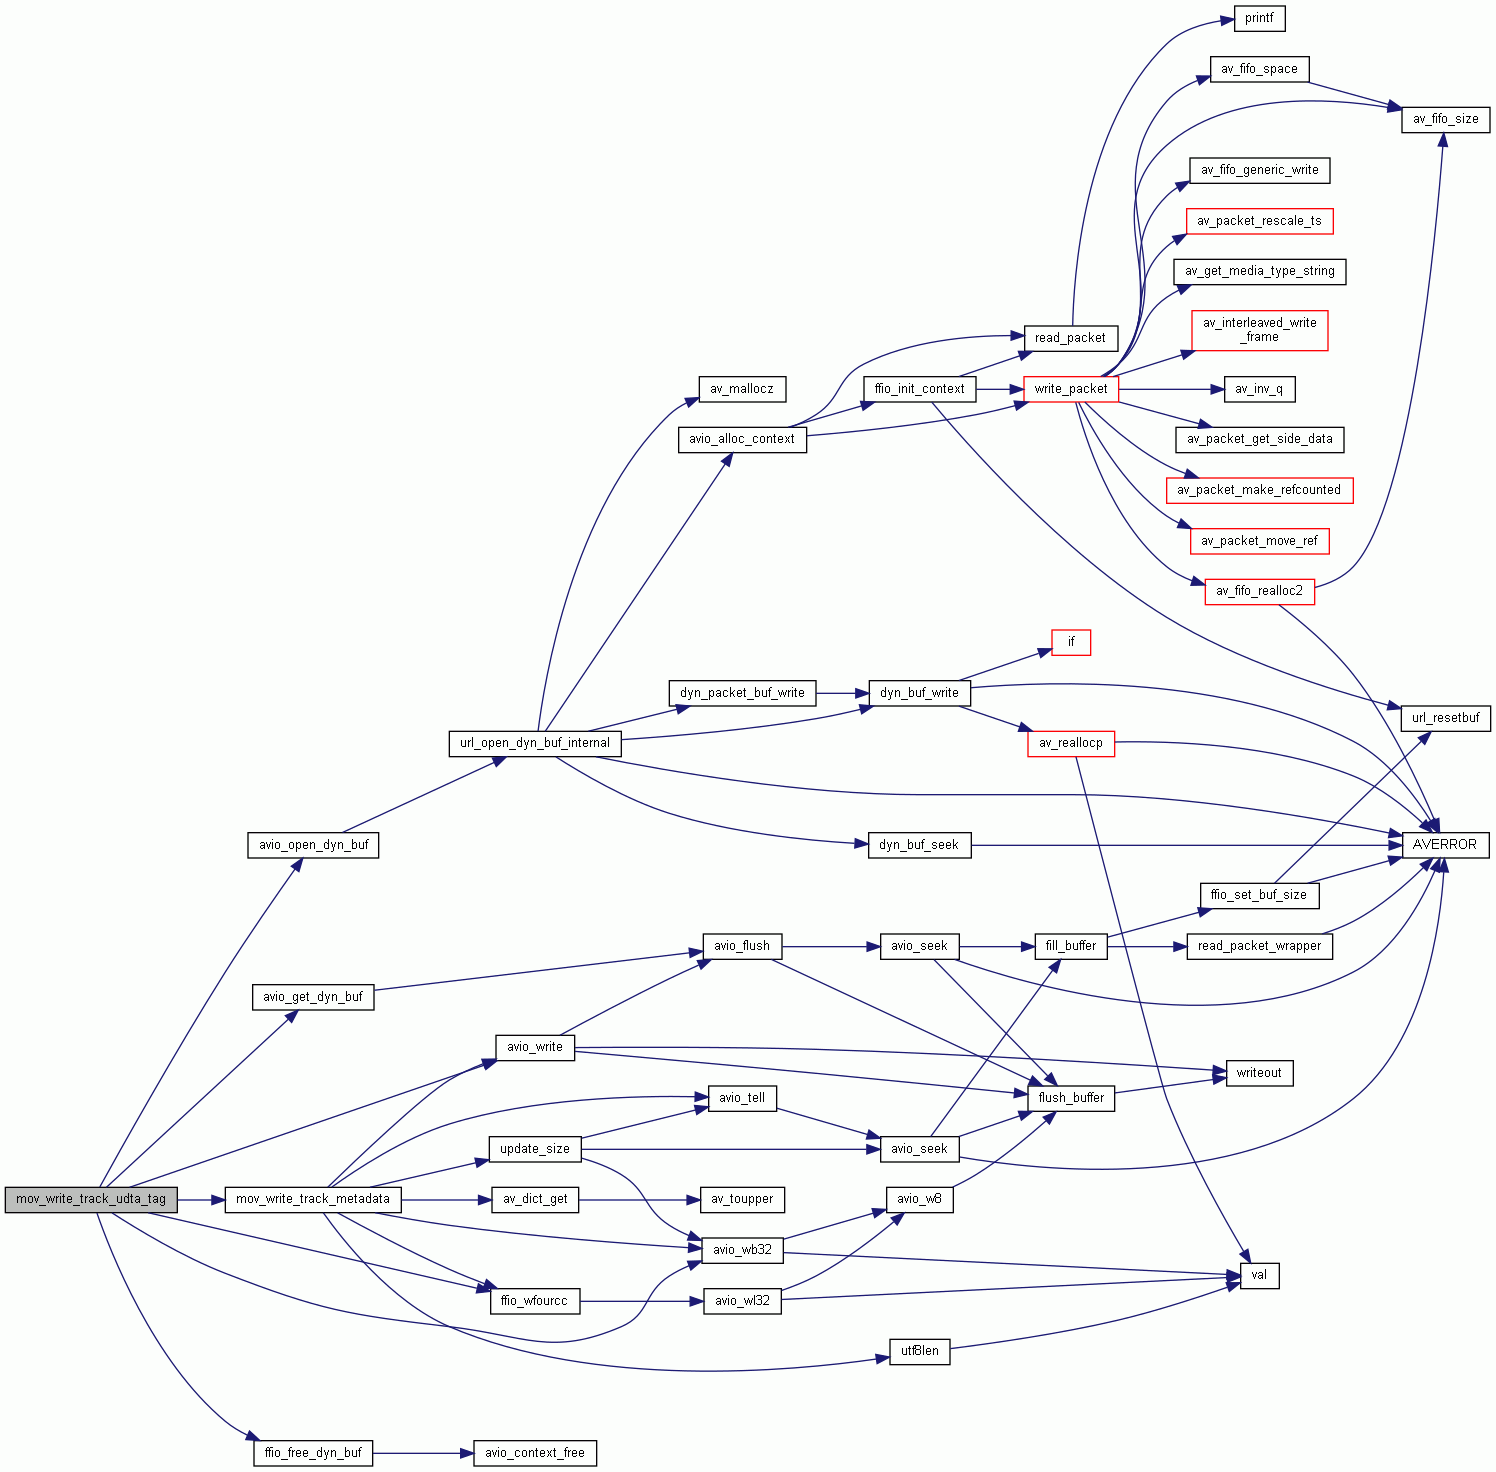 printf
av_fifo_space
av_fifo_size
av_fifo_generic_write
av_packet_rescale_ts
av_get_media_type_string
av_interleaved_write
_frame
read_packet
av_mallocz
ffio_init_context
write_packet
av_inv_q
avio_alloc_context
av_packet_get_side_data
av_packet_make_refcounted
av_packet_move_ref
av_fifo_realloc2
if
dyn_packet_buf_write
dyn_buf_write
url_resetbuf
url_open_dyn_buf_internal
av_reallocp
avio_open_dyn_buf
dyn_buf_seek
AVERROR
ffio_set_buf_size
avio_flush
avio_seek
fill_buffer
read_packet_wrapper
avio_get_dyn_buf
avio_write
writeout
avio_tell
flush_buffer
update_size
avio_seek
mov_write_track_udta_tag
mov_write_track_metadata
av_dict_get
av_toupper
avio_w8
avio_wb32
val
ffio_wfourcc
avio_wl32
utf8len
ffio_free_dyn_buf
avio_context_free